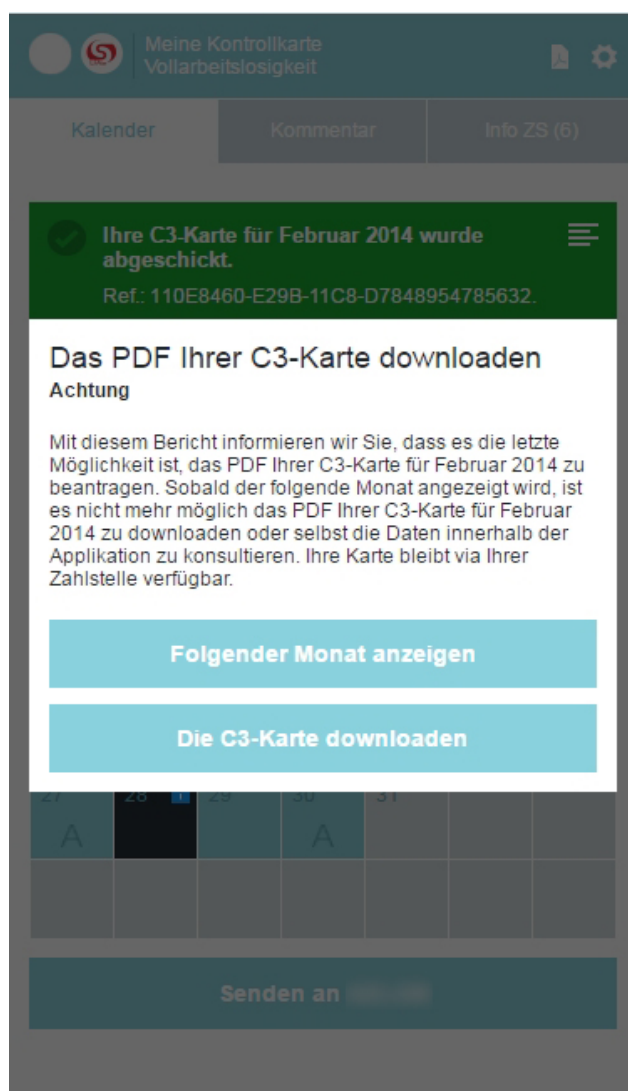 Meine Kontrollkarte
Vollarbeitslosigkeit
Kalender
Kommentar
Info ZS (6)
Ihre C3-Karte für Februar 2014 wurde
abgeschickt.
Ref.: 110E8460-E29B-11C8-D7848954785632.
Das PDF Ihrer C3-Karte downloaden
Achtung
Mit diesem Bericht informieren wir Sie, dass es die letzte
Möglichkeit ist, das PDF Ihrer C3-Karte für Februar 2014 zu
beantragen. Sobald der folgende Monat angezeigt wird, ist
es nicht mehr möglich das PDF Ihrer C3-Karte für Februar
2014 zu downloaden oder selbst die Daten innerhalb der
Applikation zu konsultieren. Ihre Karte bleibt via Ihrer
Zahlstelle verfügbar.
Folgender Monat anzeigen
Die C3-Karte downloaden
27 28 29 30 31
A A
Senden an